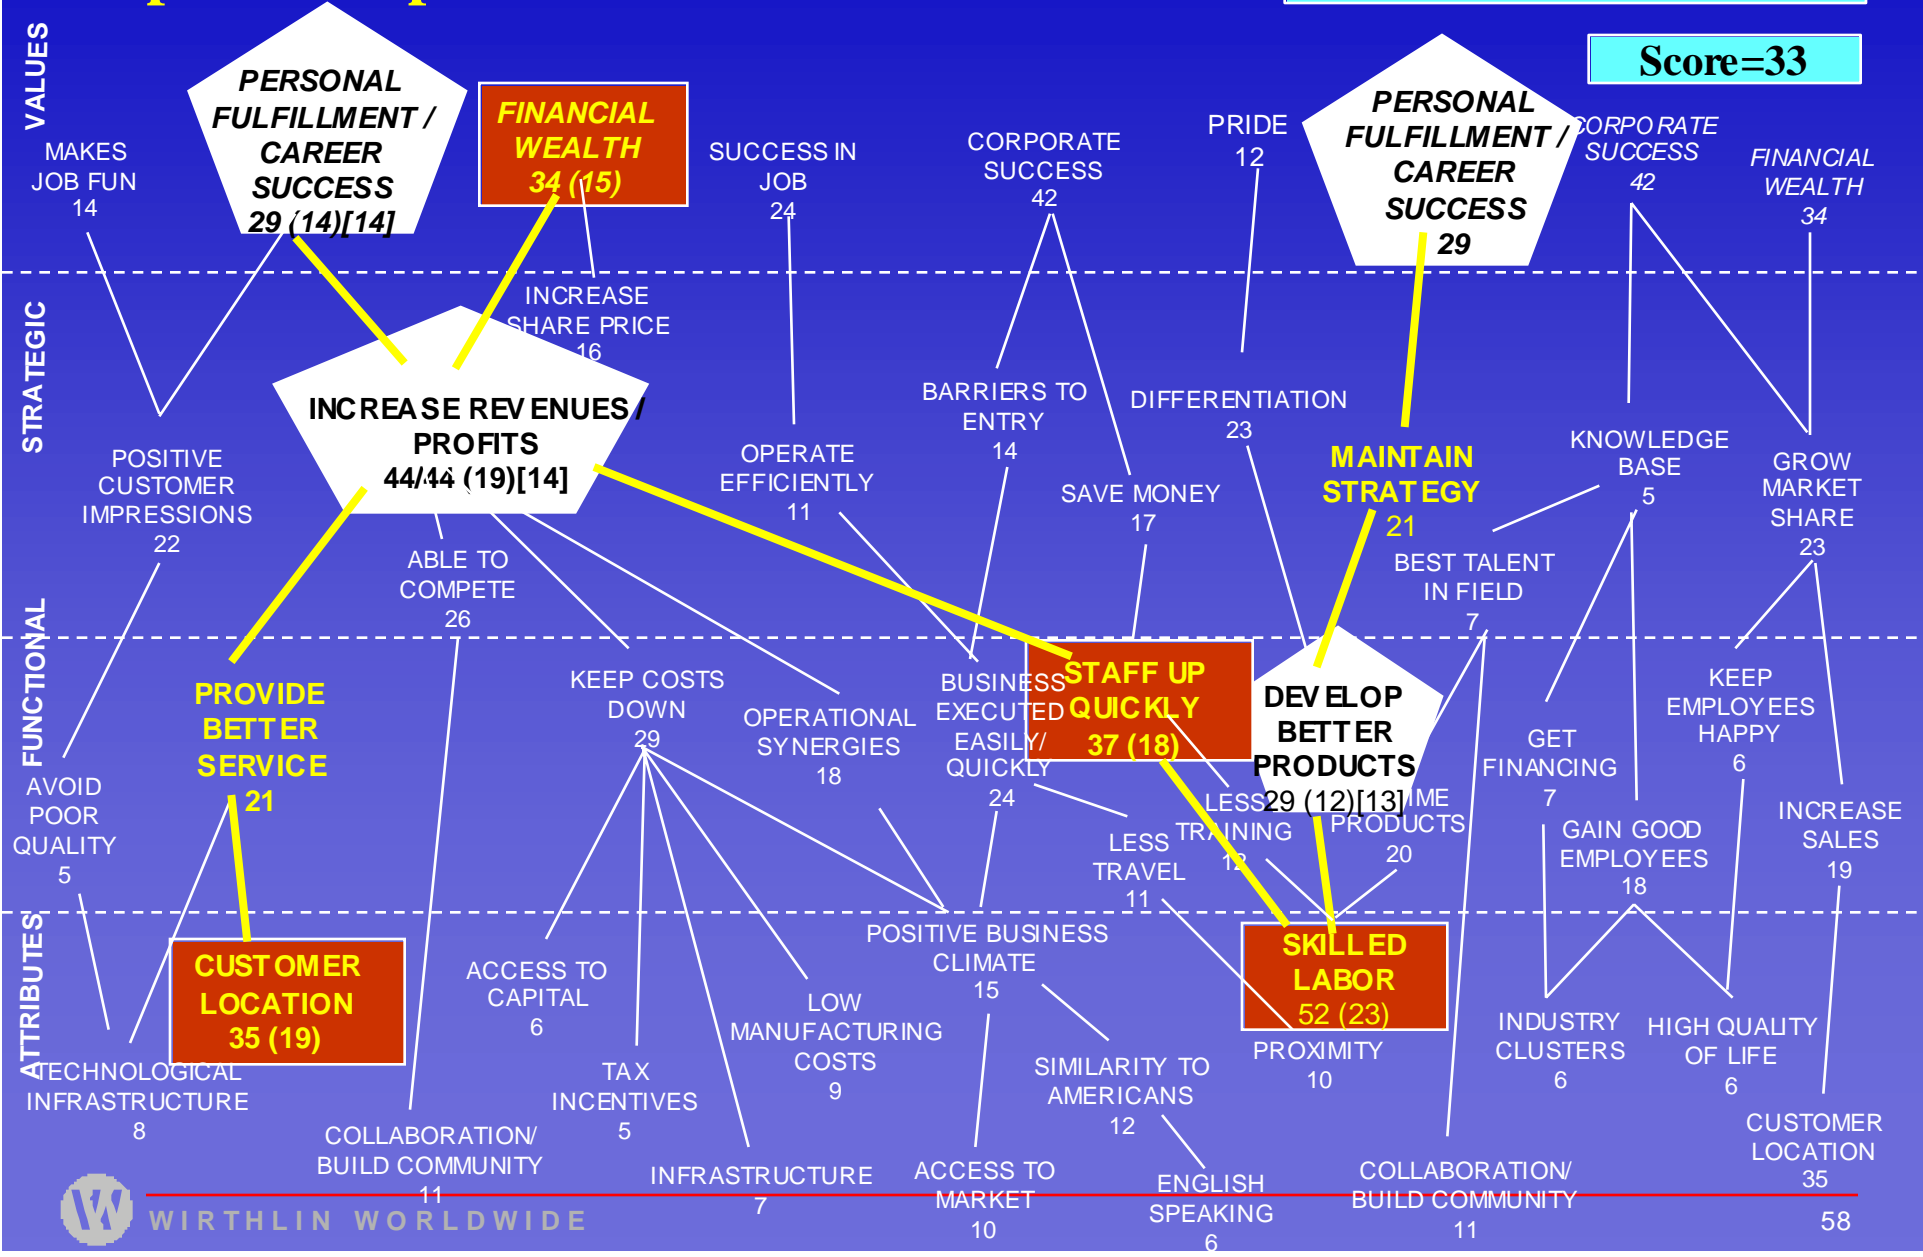 Score=33
VALUES
PERSONAL
FULFILLMENT /
CAREER
SUCCESS
29 (14)[14]
FINANCIAL
WEALTH
34 (15)
MAKES
JOB FUN
14
SUCCESS IN
JOB
24
CORPORATE
SUCCESS
42
PRIDE
12
PERSONAL
FULFILLMENT /
CAREER
SUCCESS
29
CORPORATE
SUCCESS
42
FINANCIAL
WEALTH
34
STRATEGIC
INCREASE
SHARE PRICE
16
INCREASE REVENUES /
PROFITS
44/44 (19)[14]
POSITIVE
CUSTOMER
IMPRESSIONS
22
ABLE TO
COMPETE
26
OPERATE
EFFICIENTLY
11
BARRIERS TO
ENTRY
14
SAVE MONEY
17
DIFFERENTIATION
23
MAINTAIN
STRATEGY
21
BEST TALENT
IN FIELD
7
KNOWLEDGE
BASE
5
GROW
MARKET
SHARE
23
FUNCTIONAL
AVOID
POOR
QUALITY
5
PROVIDE
BETTER
SERVICE
21
KEEP COSTS
DOWN
29
OPERATIONAL
SYNERGIES
18
BUSINESS
EXECUTED
EASILY/
QUICKLY
24
STAFF UP
QUICKLY
37 (18)
LESS
TRAVEL
11
LESS
TRAINING
12
DEVELOP
BETTER
PRODUCTS
29 (12)[13]
PRODUCTS
20
GET
FINANCING
7
GAIN GOOD
EMPLOYEES
18
KEEP
EMPLOYEES
HAPPY
6
INCREASE
SALES
19
ATTRIBUTES
CUSTOMER
LOCATION
35 (19)
TECHNOLOGICAL
INFRASTRUCTURE
8
COLLABORATION/
BUILD COMMUNITY
11
ACCESS TO
CAPITAL
6
TAX
INCENTIVES
5
INFRASTRUCTURE
7
LOW
MANUFACTURING
COSTS
9
POSITIVE BUSINESS
CLIMATE
15
ACCESS TO
MARKET
10
SIMILARITY TO
AMERICANS
12
ENGLISH
SPEAKING
6
SKILLED
LABOR
52 (23)
PROXIMITY
10
COLLABORATION/
BUILD COMMUNITY
11
INDUSTRY
CLUSTERS
6
HIGH QUALITY
OF LIFE
6
CUSTOMER
LOCATION
35
WIRTHLIN WORLDWIDE
58